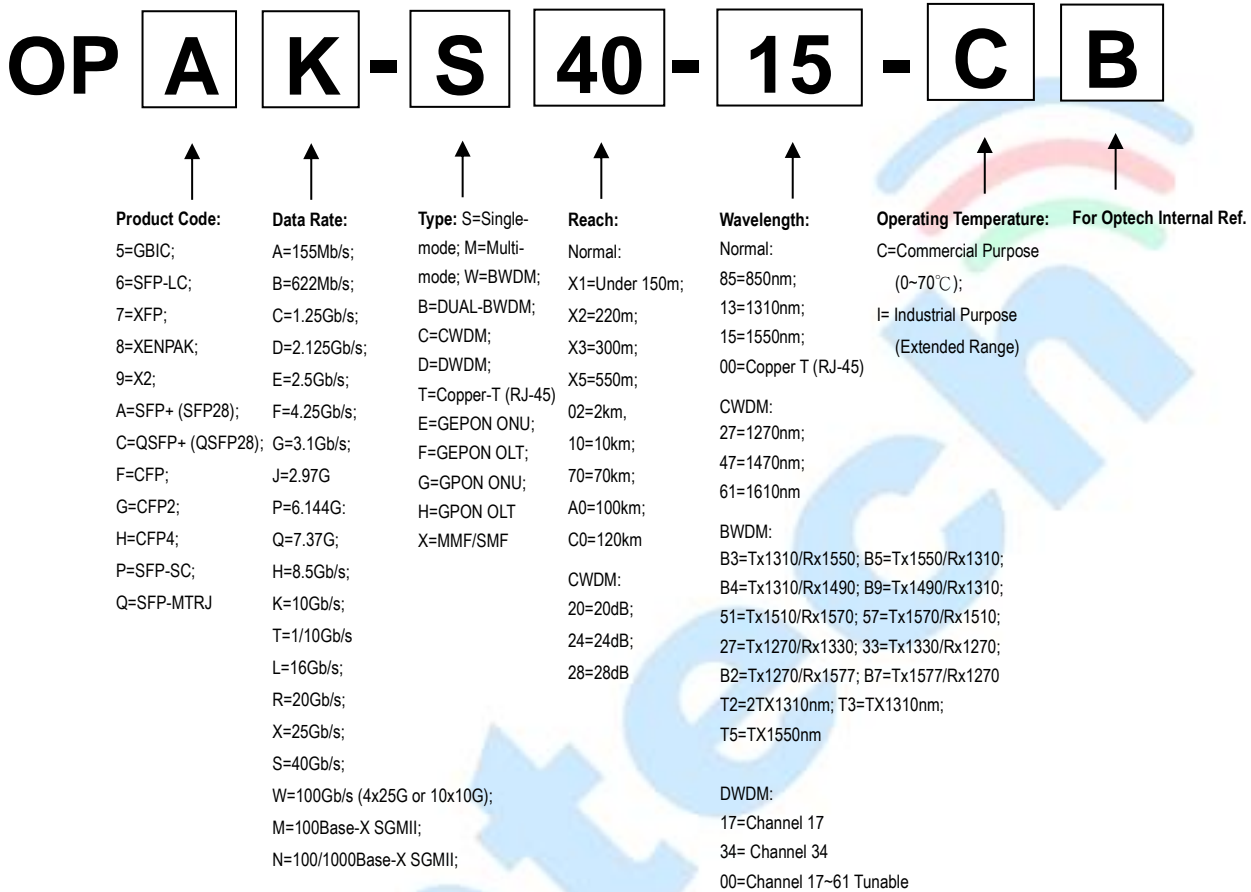 OP A K - S 40 - 15 - C B
Product Code:
5=GBIC;
6=SFP-LC;
7=XFP;
8=XENPAK;
9=X2;
A=SFP+ (SFP28);
C=QSFP+ (QSFP28);
F=CFP;
G=CFP2;
H=CFP4;
P=SFP-SC;
Q=SFP-MTRJ
Data Rate:
A=155Mb/s;
B=622Mb/s;
C=1.25Gb/s;
D=2.125Gb/s;
E=2.5Gb/s;
F=4.25Gb/s;
G=3.1Gb/s;
J=2.97G
P=6.144G:
Q=7.37G;
H=8.5Gb/s;
K=10Gb/s;
T=1/10Gb/s
L=16Gb/s;
R=20Gb/s;
X=25Gb/s;
S=40Gb/s;
W=100Gb/s (4x25G or 10x10G);
M=100Base-X SGMII;
N=100/1000Base-X SGMII;
Type: S=Single-
mode; M=Multi-
mode; W=BWDM;
B=DUAL-BWDM;
C=CWDM;
D=DWDM;
T=Copper-T (RJ-45)
E=GEPON ONU;
F=GEPON OLT;
G=GPON ONU;
H=GPON OLT
X=MMF/SMF
Reach:
Normal:
X1=Under 150m;
X2=220m;
X3=300m;
X5=550m;
02=2km,
10=10km;
70=70km;
A0=100km;
C0=120km
CWDM:
20=20dB;
24=24dB;
28=28dB
Wavelength:
Normal:
85=850nm;
13=1310nm;
15=1550nm;
00=Copper T (RJ-45)
CWDM:
27=1270nm;
47=1470nm;
61=1610nm
BWDM:
B3=Tx1310/Rx1550; B5=Tx1550/Rx1310;
B4=Tx1310/Rx1490; B9=Tx1490/Rx1310;
51=Tx1510/Rx1570; 57=Tx1570/Rx1510;
27=Tx1270/Rx1330; 33=Tx1330/Rx1270;
B2=Tx1270/Rx1577; B7=Tx1577/Rx1270
T2=2TX1310nm; T3=TX1310nm;
T5=TX1550nm
DWDM:
17=Channel 17
34= Channel 34
00=Channel 17~61 Tunable
Operating Temperature:
C=Commercial Purpose
(0~70℃);
I= Industrial Purpose
(Extended Range)
For Optech Internal Ref.